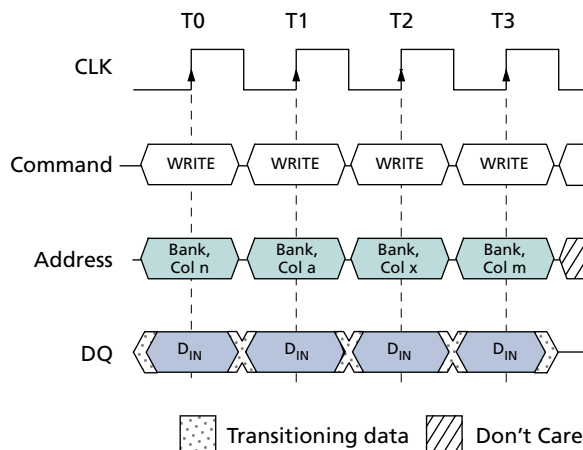 T0 T1 T2 T3
CLK
Command WRITE WRITE WRITE WRITE
Address Bank, Col n Bank, Col a Bank, Col x Bank, Col m
DQ DIN DIN DIN DIN
Transitioning data Don't Care